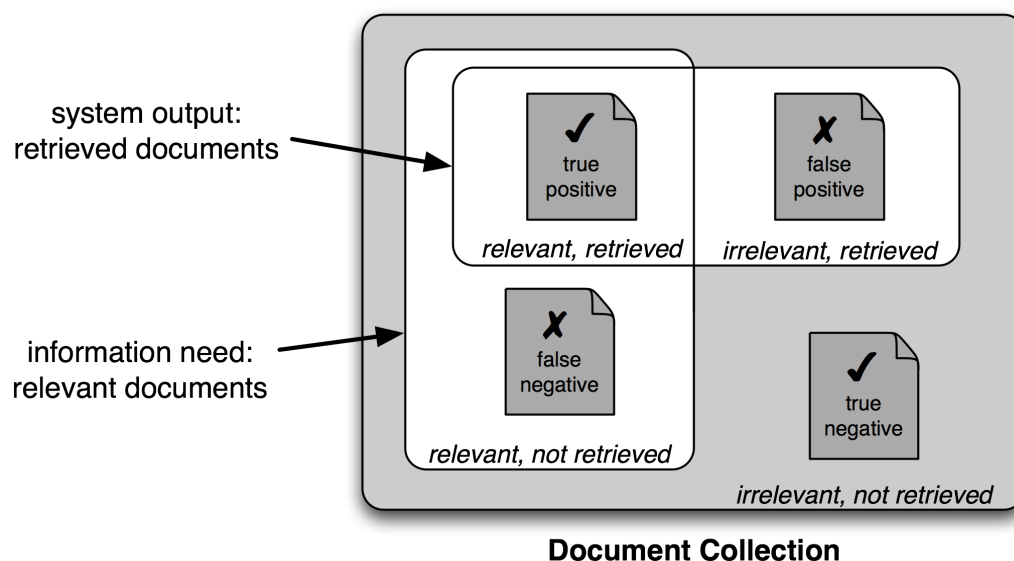 system output:
retrieved documents
✓
true
positive
✗
false
positive
relevant, retrieved
irrelevant, retrieved
information need:
relevant documents
✗
false
negative
✓
true
negative
relevant, not retrieved
irrelevant, not retrieved
Document Collection